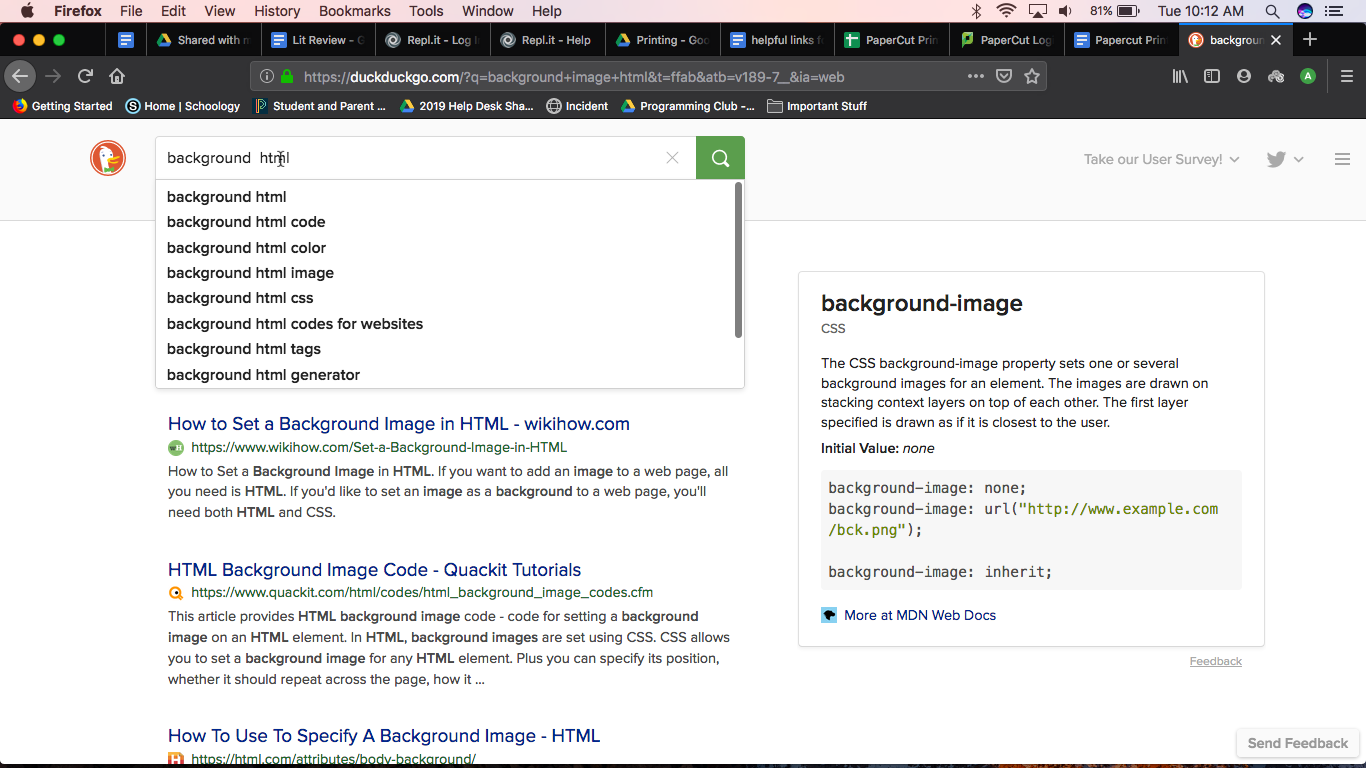 Firefox File Edit View History Bookmarks Tools Window Help 81% Tue 10:12 AM
Shared with m Lit Review - G Repl.it - Log I Repl.it - Help Printing - Goo helpful links fo PaperCut Prin PaperCut Log Papercut Prin backgroun
https://duckduckgo.com/?q=background+image+html&t=ffab&atb=v189-7_&ia=web A
Getting Started Home | Schoology Student and Parent ... 2019 Help Desk Sha... Incident Programming Club -... Important Stuff
background html
Take our User Survey!
background html
background html code
background html color
background html image
background html css
background html codes for websites
background html tags
background html generator
How to Set a Background Image in HTML - wikihow.com
https://www.wikihow.com/Set-a-Background-Image-in-HTML
How to Set a Background Image in HTML. If you want to add an image to a web page, all
you need is HTML. If you'd like to set an image as a background to a web page, you'll
need both HTML and CSS.
HTML Background Image Code - Quackit Tutorials
https://www.quackit.com/html/codes/html_background_image_codes.cfm
This article provides HTML background image code - code for setting a background
image on an HTML element. In HTML, background images are set using CSS. CSS allows
you to set a background image for any HTML element. Plus you can specify its position,
whether it should repeat across the page, how it ...
How To Use To Specify A Background Image - HTML
https://html.com/attributes/body-background/
background-image
CSS
The CSS background-image property sets one or several
background images for an element. The images are drawn on
stacking context layers on top of each other. The first layer
specified is drawn as if it is closest to the user.
Initial Value: none
background-image: none;
background-image: url("http://www.example.com
/bck.png");
background-image: inherit;
More at MDN Web Docs
Feedback
Send Feedback